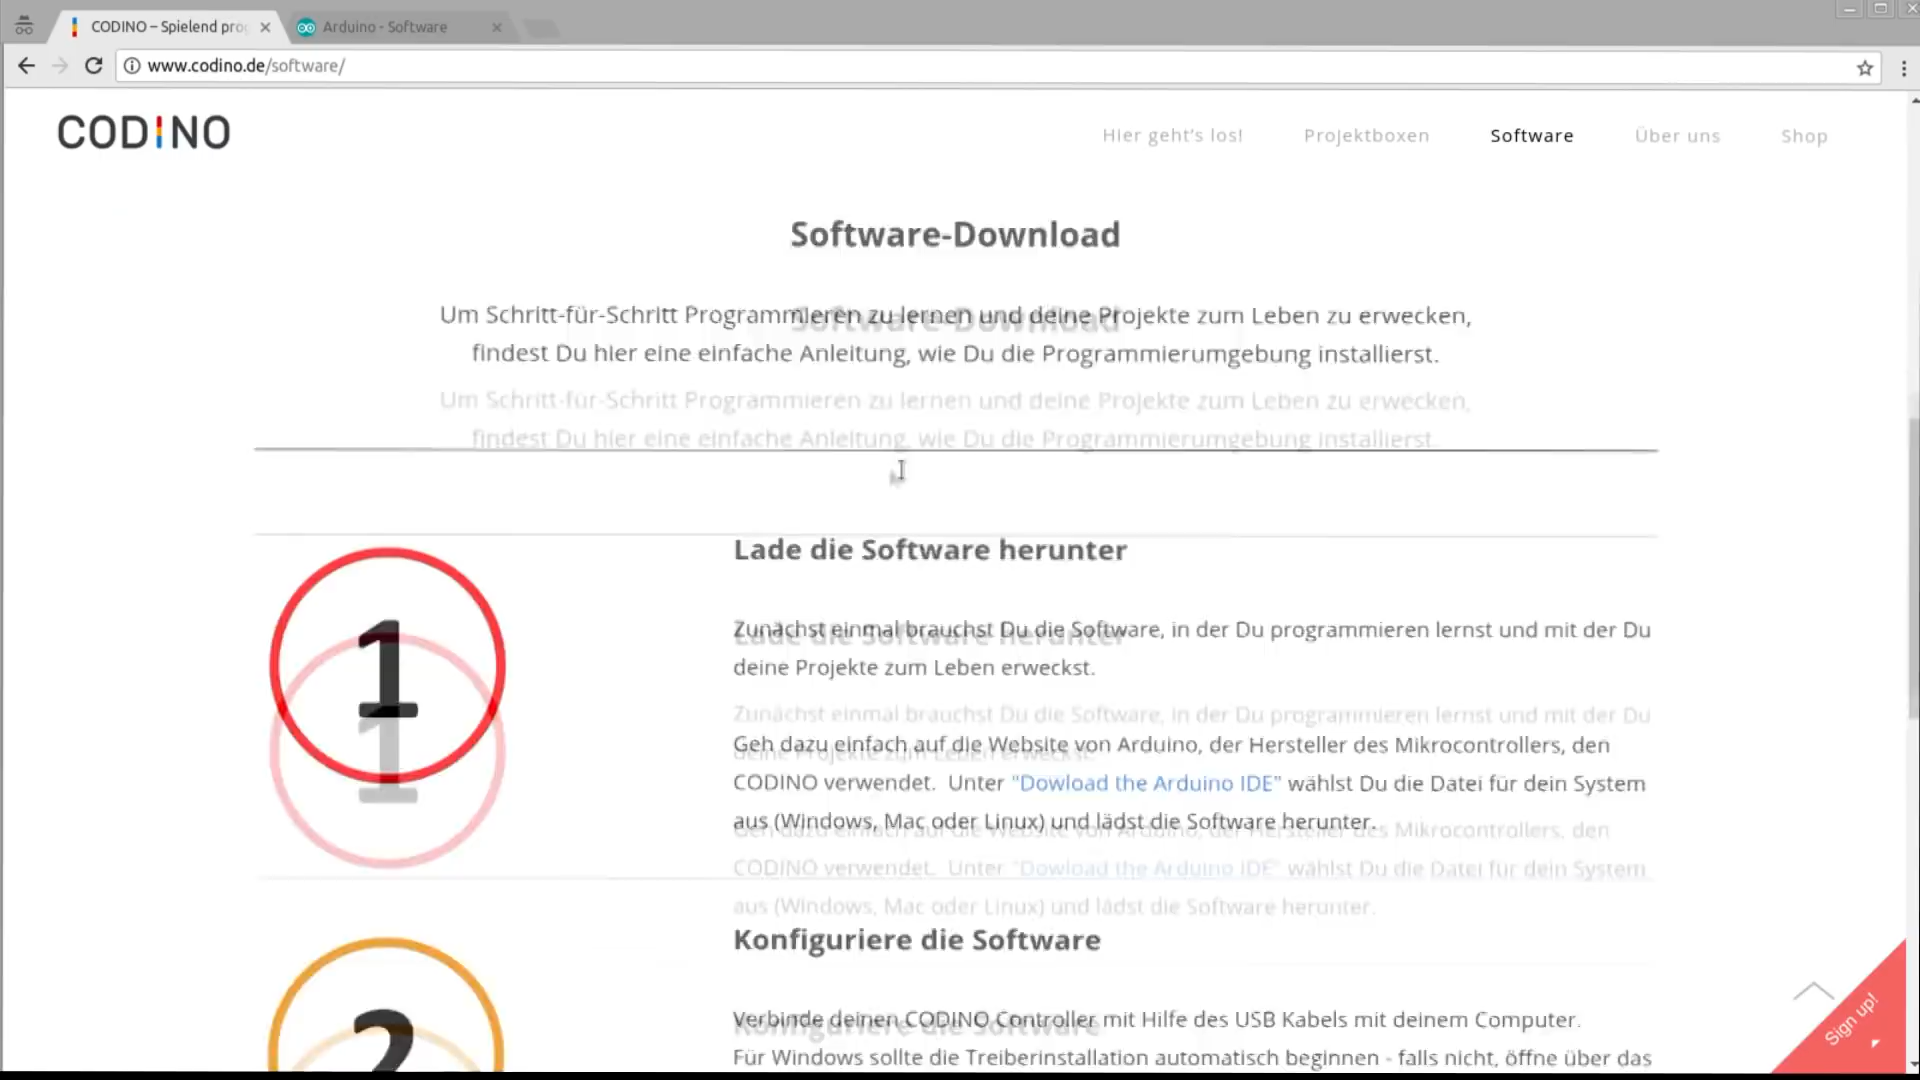 CODINO – Spielend prog
Arduino - Software
www.codino.de/software/
CODINO
Hier geht's los!
Projektboxen
Software
Über uns
Shop
Software-Download
Um Schritt-für-Schritt Programmieren zu lernen und deine Projekte zum Leben zu erwecken,
findest Du hier eine einfache Anleitung, wie Du die Programmierumgebung installierst.
1
Lade die Software herunter
Zunächst einmal brauchst Du die Software, in der Du programmieren lernst und mit der Du
deine Projekte zum Leben erweckst.
Geh dazu einfach auf die Website von Arduino, der Hersteller des Mikrocontrollers, den
CODINO verwendet. Unter "Dowload the Arduino IDE" wählst Du die Datei für dein System
aus (Windows, Mac oder Linux) und lädst die Software herunter.
2
Konfiguriere die Software
Verbinde deinen CODINO Controller mit Hilfe des USB Kabels mit deinem Computer.
Für Windows sollte die Treiberinstallation automatisch beginnen - falls nicht, öffne über das
Sign up!